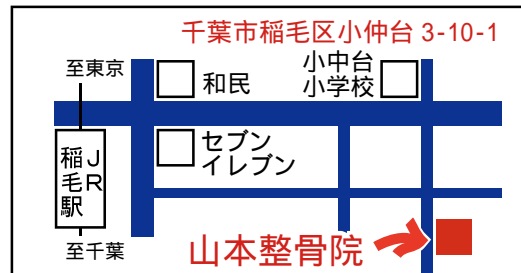 千葉市稲毛区小仲台 3-10-1
至東京
和民
小中台
小学校
セブン
イレブン
JR
稲毛駅
至千葉
山本整骨院